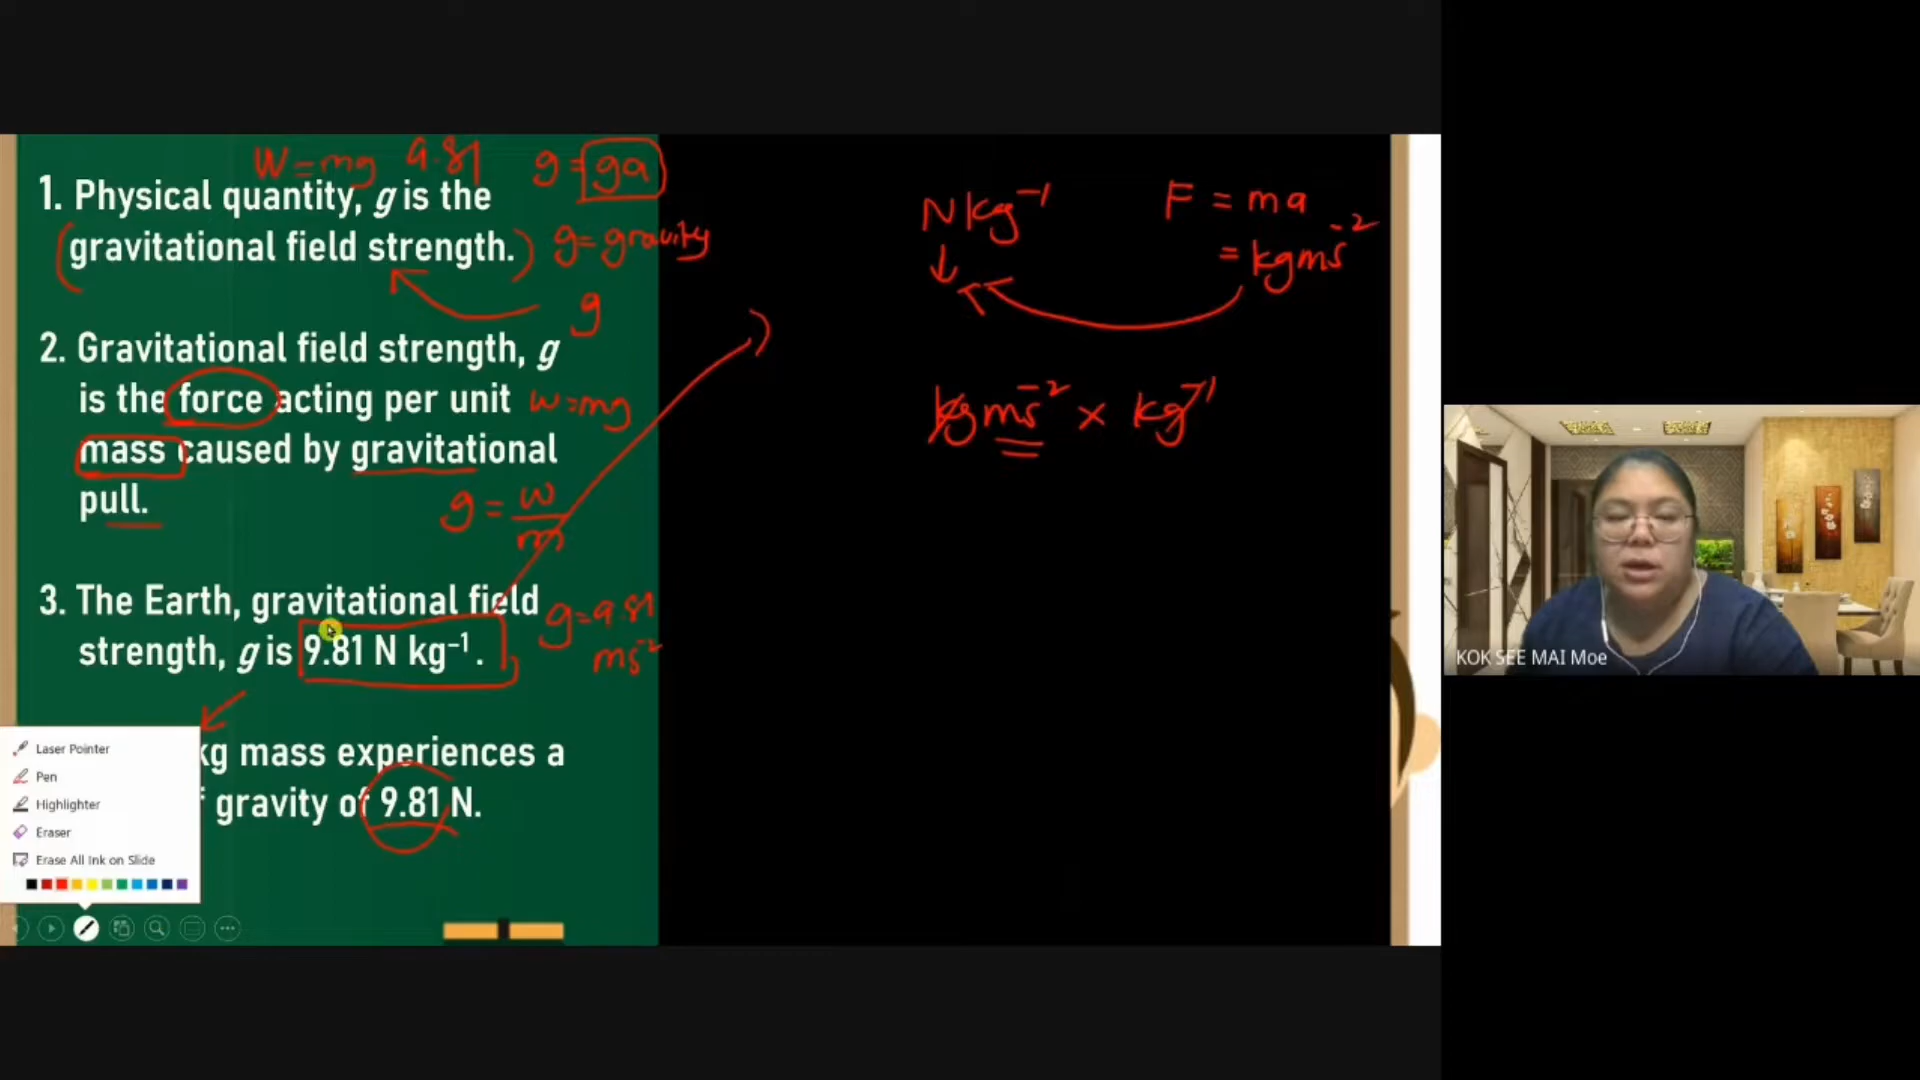 W = mg 9.81 g = ga
1. Physical quantity, g is the
gravitational field strength.
g = gravity
g
2. Gravitational field strength, g
is the force acting per unit
W = mg
mass caused by gravitational
pull.
g = W/m
3. The Earth, gravitational field
strength, g is 9.81 N kg⁻¹.
g = 9.81
ms⁻²
kg mass experiences a
gravity of 9.81 N.
Laser Pointer
Pen
Highlighter
Eraser
Erase All Ink on Slide
N kg⁻¹
F = ma
= kgms⁻²
kgms⁻² × kg⁻¹
KOK SEE MAI Moe